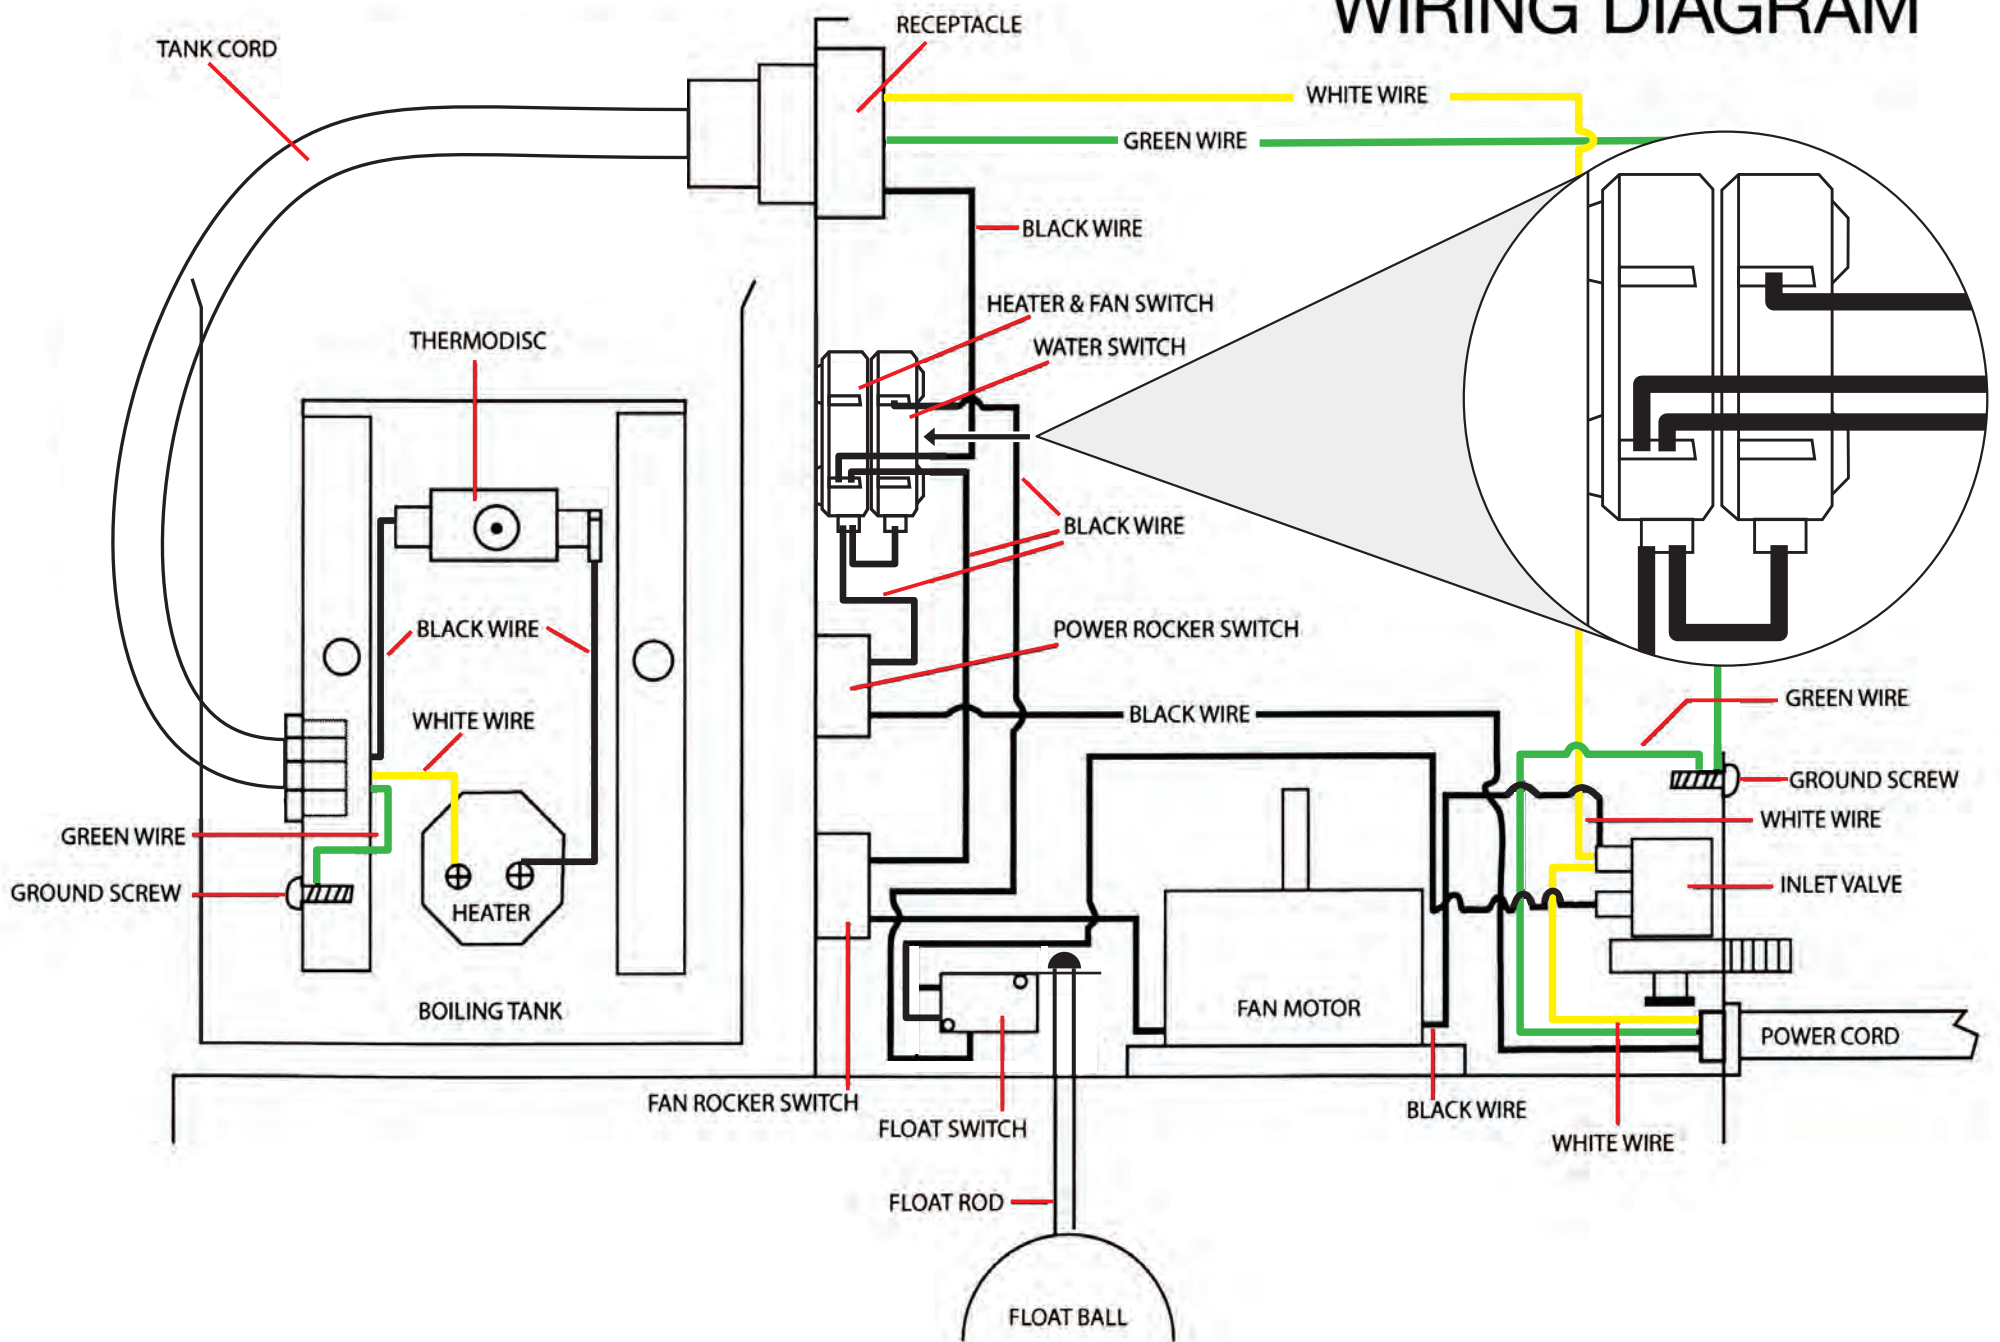 WIRING DIAGRAM
RECEPTACLE
TANK CORD
WHITE WIRE
GREEN WIRE
BLACK WIRE
HEATER & FAN SWITCH
THERMODISC
WATER SWITCH
BLACK WIRE
BLACK WIRE
POWER ROCKER SWITCH
GREEN WIRE
WHITE WIRE
BLACK WIRE
GROUND SCREW
WHITE WIRE
GREEN WIRE
INLET VALVE
GROUND SCREW
HEATER
FAN MOTOR
BOILING TANK
POWER CORD
FAN ROCKER SWITCH
BLACK WIRE
FLOAT SWITCH
WHITE WIRE
FLOAT ROD
FLOAT BALL